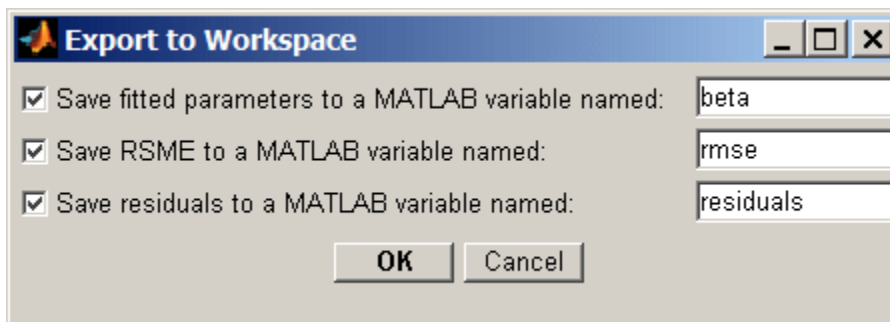 Export to Workspace
Save fitted parameters to a MATLAB variable named: beta
Save RSME to a MATLAB variable named: rmse
Save residuals to a MATLAB variable named: residuals
OK Cancel